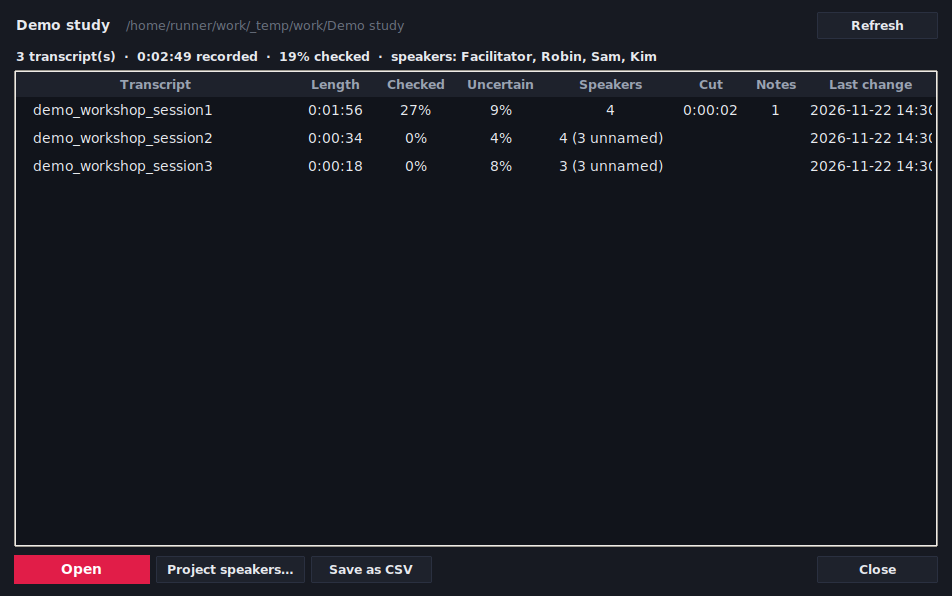 Demo study /home/runner/work/_temp/work/Demo study Refresh
3 transcript(s) · 0:02:49 recorded · 19% checked · speakers: Facilitator, Robin, Sam, Kim
Transcript Length Checked Uncertain Speakers Cut Notes Last change
demo_workshop_session1 0:01:56 27% 9% 4 0:00:02 1 2026-11-22 14:30
demo_workshop_session2 0:00:34 0% 4% 4 (3 unnamed) 2026-11-22 14:30
demo_workshop_session3 0:00:18 0% 8% 3 (3 unnamed) 2026-11-22 14:30
Open Project speakers... Save as CSV Close